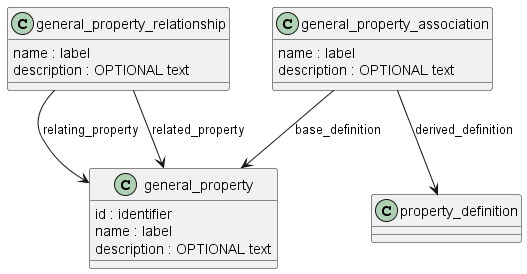 C general_property_relationship
name : label
description : OPTIONAL text
C general_property_association
name : label
description : OPTIONAL text
relating_property
related_property
base_definition
derived_definition
C general_property
id : identifier
name : label
description : OPTIONAL text
C property_definition